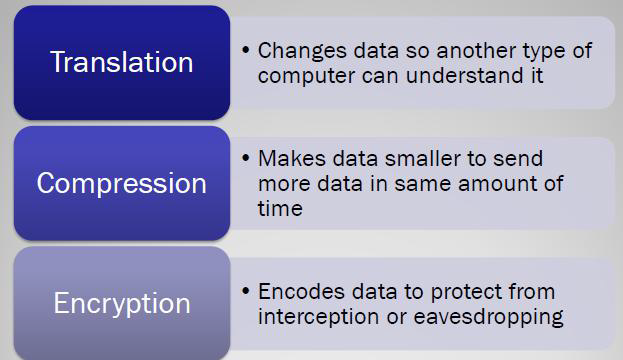 Translation
• Changes data so another type of
computer can understand it
Compression
• Makes data smaller to send
more data in same amount of
time
Encryption
• Encodes data to protect from
interception or eavesdropping